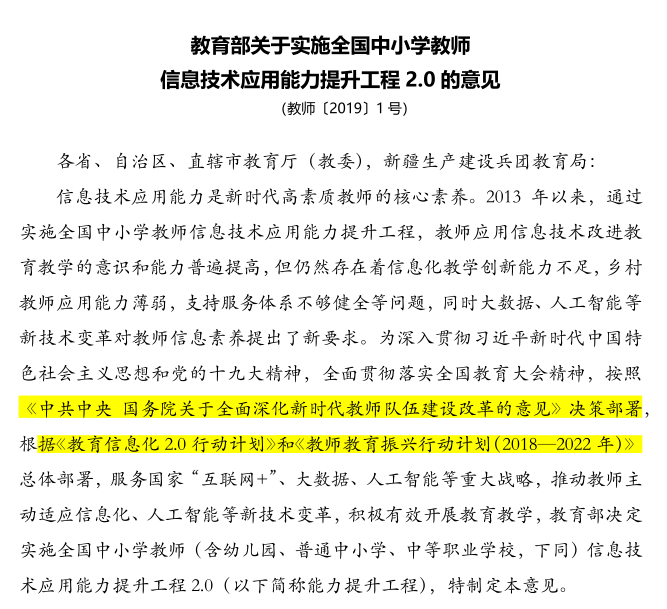 教育部关于实施全国中小学教师
信息技术应用能力提升工程 2.0 的意见
（教师〔2019〕1 号）
各省、自治区、直辖市教育厅（教委），新疆生产建设兵团教育局：
信息技术应用能力是新时代高素质教师的核心素养。2013 年以来，通过
实施全国中小学教师信息技术应用能力提升工程，教师应用信息技术改进教
育教学的意识和能力普遍提高，但仍然存在着信息化教学创新能力不足，乡村
教师应用能力薄弱，支持服务体系不够健全等问题，同时大数据、人工智能等
新技术变革对教师信息素养提出了新要求。为深入贯彻习近平新时代中国特
色社会主义思想和党的十九大精神，全面贯彻落实全国教育大会精神，按照
《中共中央 国务院关于全面深化新时代教师队伍建设改革的意见》决策部署，
根据《教育信息化 2.0 行动计划》和《教师教育振兴行动计划（2018—2022 年）》
总体部署，服务国家“互联网+”、大数据、人工智能等重大战略，推动教师主
动适应信息化、人工智能等新技术变革，积极有效开展教育教学，教育部决定
实施全国中小学教师（含幼儿园、普通中小学、中等职业学校，下同）信息技
术应用能力提升工程 2.0（以下简称能力提升工程），特制定本意见。